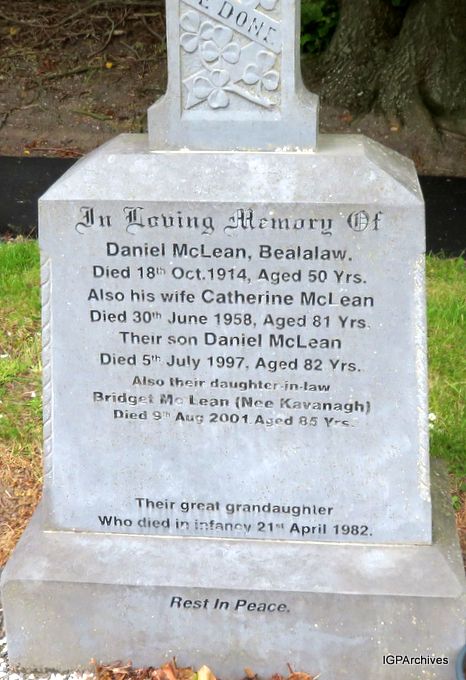 E DONE
In Loving Memory Of
Daniel McLean, Bealalaw.
Died 18th Oct. 1914, Aged 50 Yrs.
Also his wife Catherine McLean
Died 30th June 1958, Aged 81 Yrs.
Their son Daniel McLean
Died 5th July 1997, Aged 82 Yrs.
Also their daughter-in-law
Bridget Mc Lean (Nee Kavanagh)
Died 9th Aug 2001 Aged 85 Yrs.
Their great grandaughter
Who died in infancy 21st April 1982.
Rest In Peace.
IGPArchives